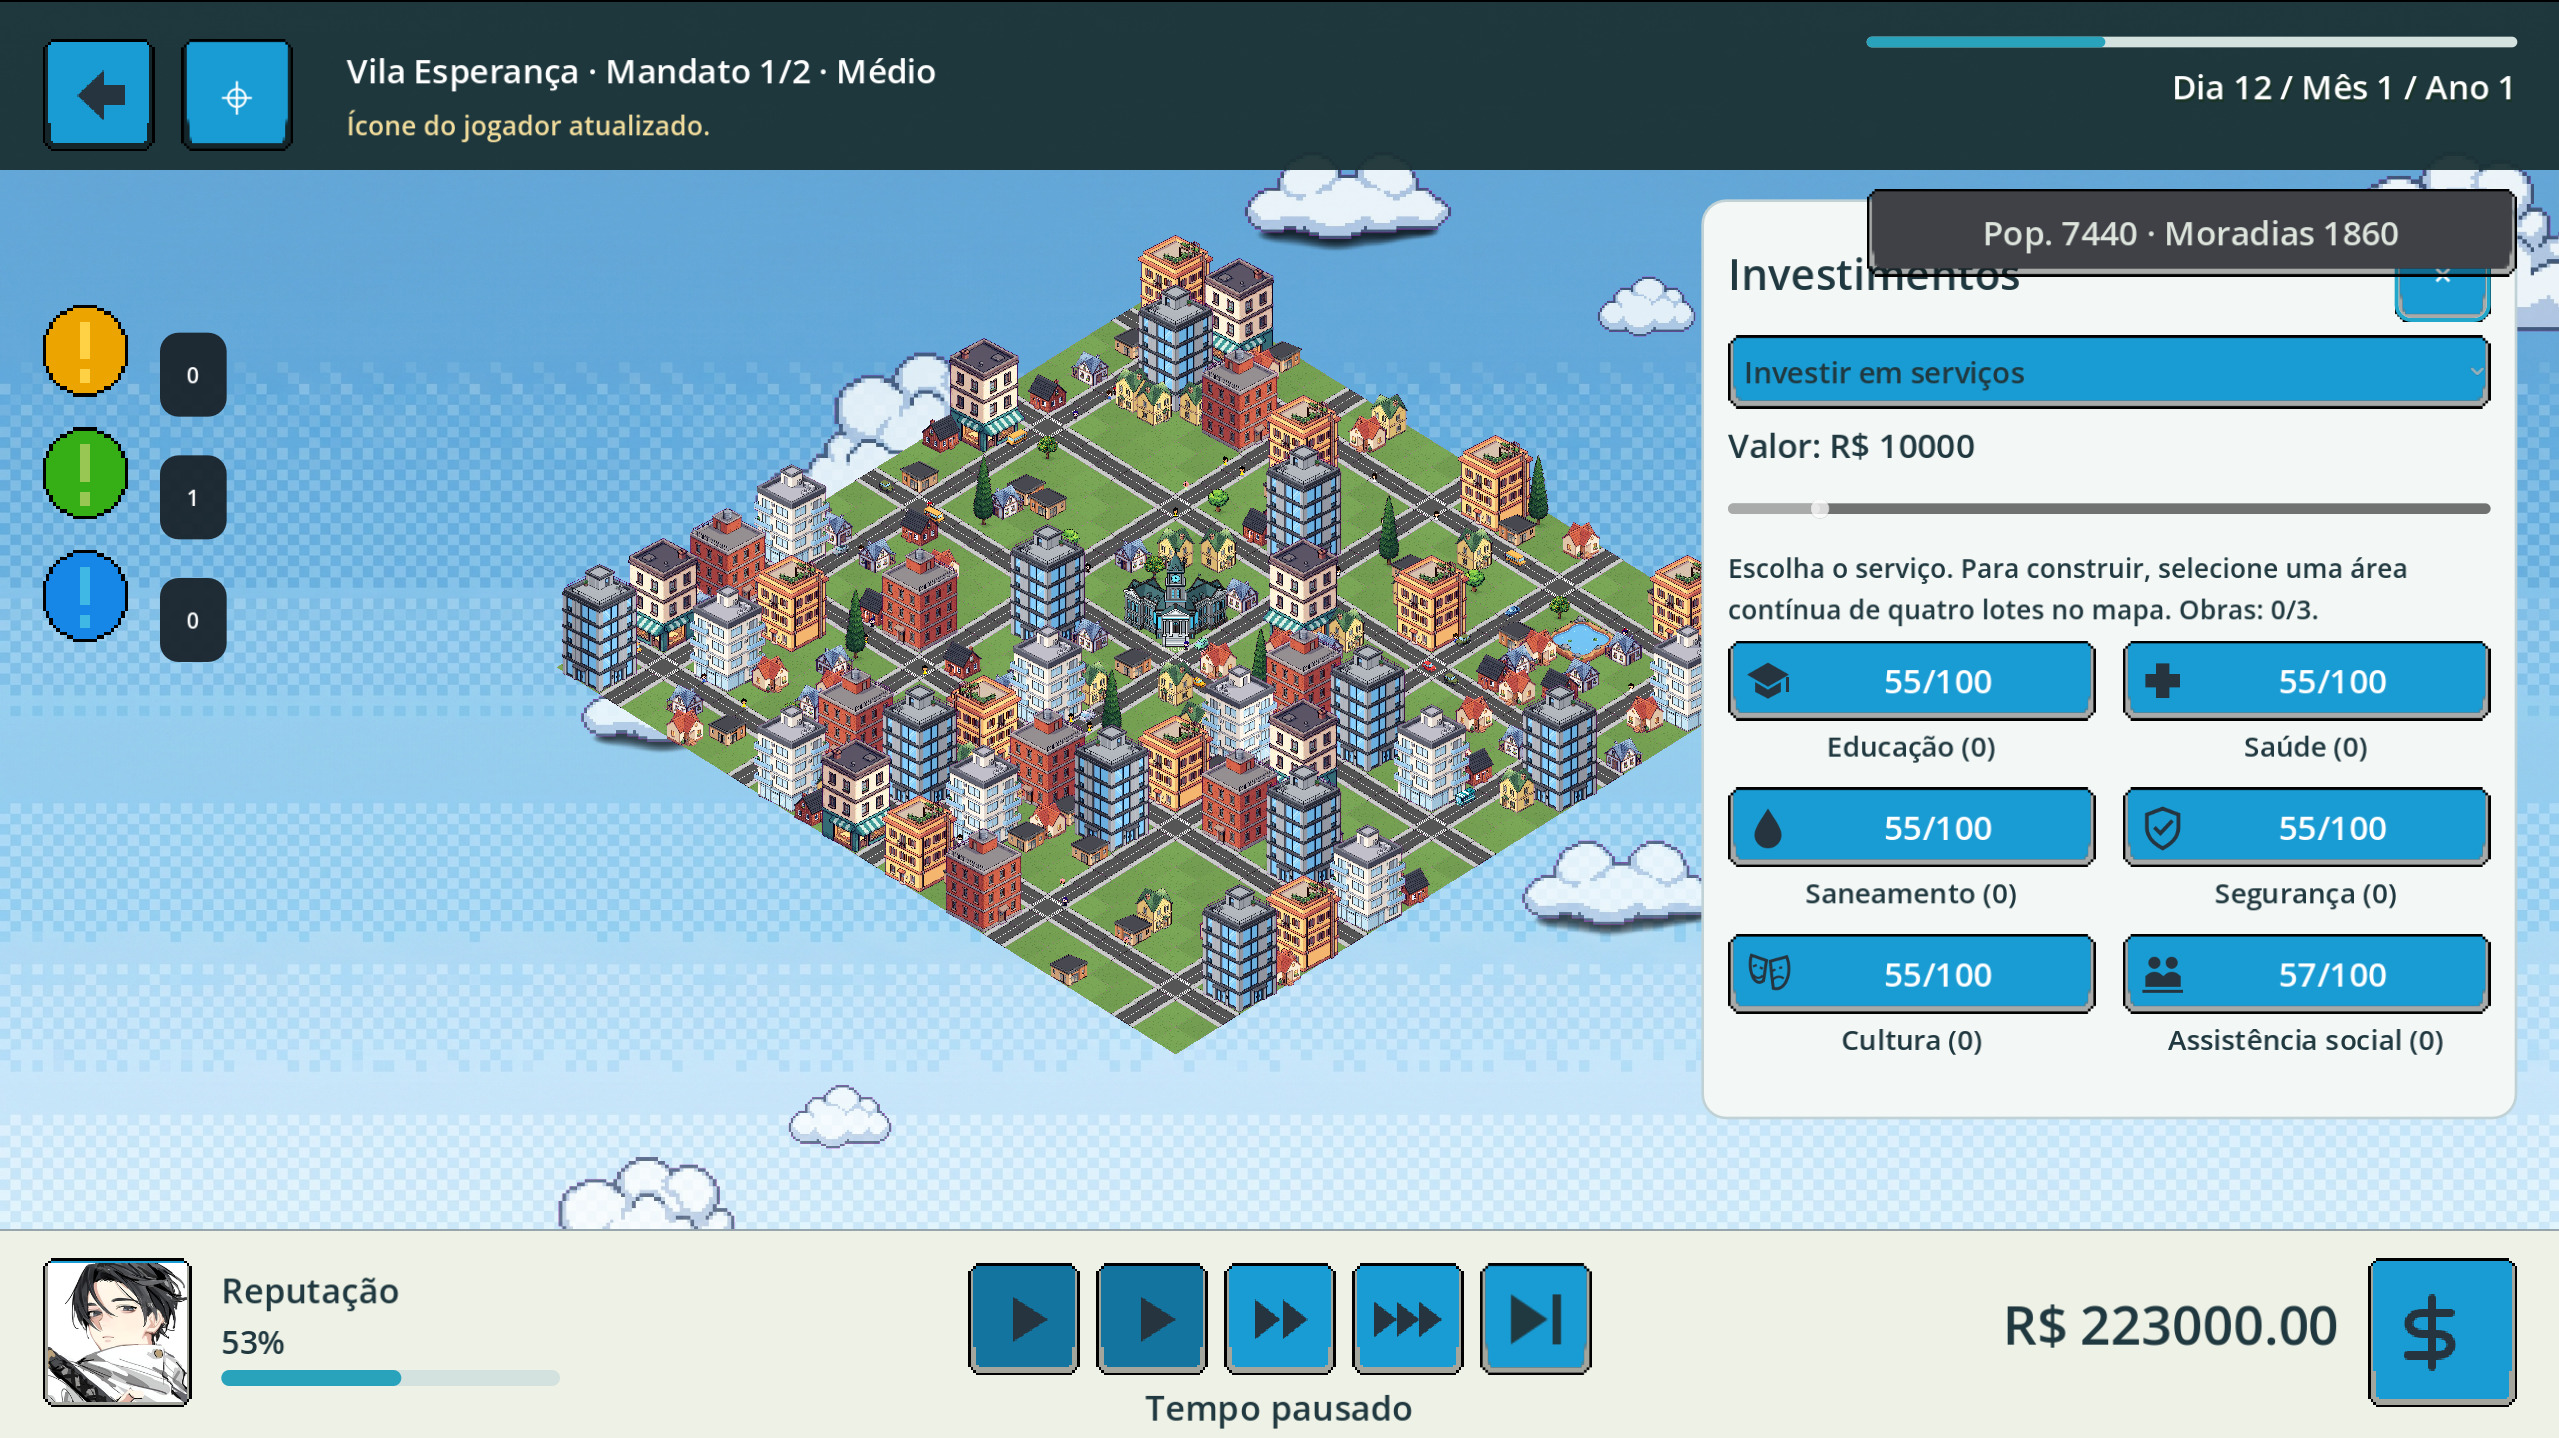 Vila Esperança · Mandato 1/2 · Médio
Ícone do jogador atualizado.
Dia 12 / Mês 1 / Ano 1
Pop. 7440 · Moradias 1860
Investimentos
×
0
1
0
Investir em serviços
Valor: R$ 10000
Escolha o serviço. Para construir, selecione uma área
contínua de quatro lotes no mapa. Obras: 0/3.
55/100
55/100
Educação (0)
Saúde (0)
55/100
55/100
Saneamento (0)
Segurança (0)
55/100
57/100
Cultura (0)
Assistência social (0)
Reputação
53%
Tempo pausado
R$ 223000.00